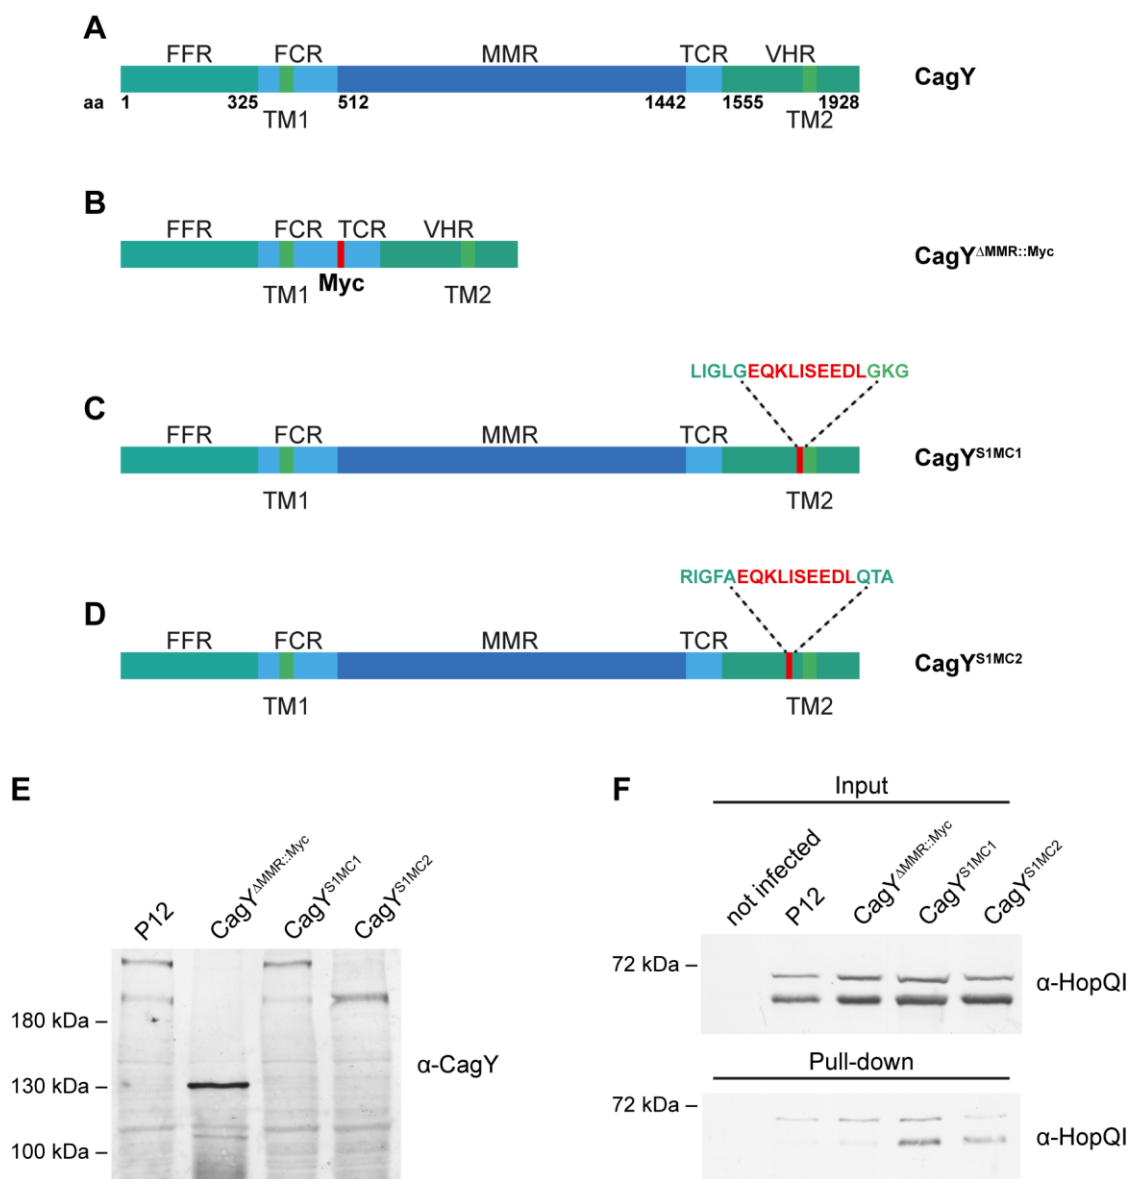 A
FFR FCR MMR TCR VHR
CagY
aa 1 325 512 1442 1555 1928
TM1 TM2
B
FFR FCR TCR VHR
CagYΔMMR::Myc
Myc
TM1 TM2
LIGLGEQKLISEEDLGKG
C
FFR FCR MMR TCR
CagYS1MC1
TM1 TM2
RIGFAEQKLISEEDLQTA
D
FFR FCR MMR TCR
CagYS1MC2
TM1 TM2
E
P12 CagYΔMMR::Myc CagYS1MC1 CagYS1MC2
180 kDa –
130 kDa –
100 kDa –
α-CagY
F
Input
not infected P12 CagYΔMMR::Myc CagYS1MC1 CagYS1MC2
72 kDa –
α-HopQI
Pull-down
72 kDa –
α-HopQI